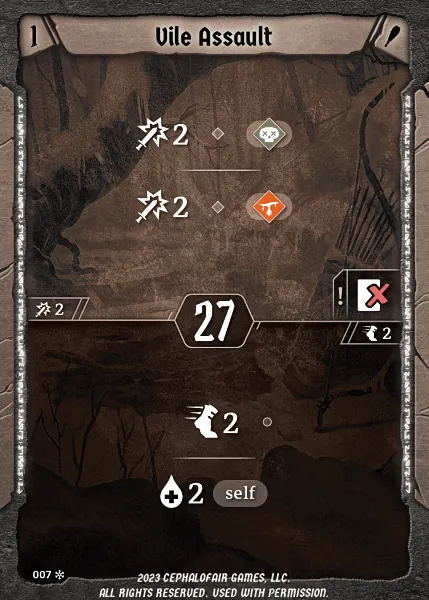 1 Vile Assault
2
2
! 
2 27 2
2
2 self
007
2023 CEPHALOFAIR GAMES, LLC.
ALL RIGHTS RESERVED. USED WITH PERMISSION.